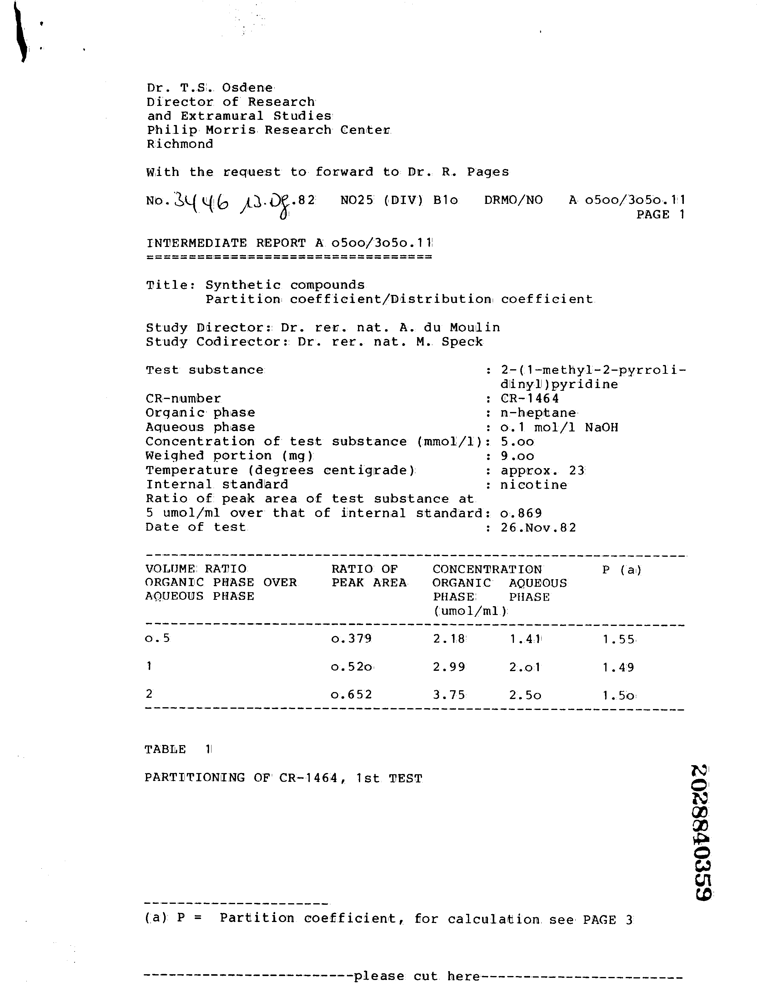 Dr. T.S. Osdene
Director of Research
and Extramural Studies
Philip Morris Research Center
Richmond
With the request to forward to Dr. R. Pages
No. 3446 13. .82 NO25 (DIV) B1o DRMO/NO A o5oo/3o5o.11
PAGE 1
INTERMEDIATE REPORT A o5oo/3o5o.11
==================================
Title: Synthetic compounds
Partition coefficient/Distribution coefficient
Study Director: Dr. rer. nat. A. du Moulin
Study Codirector: Dr. rer. nat. M. Speck
Test substance : 2-(1-methyl-2-pyrroli-
dinyl)pyridine
CR-number : CR-1464
Organic phase : n-heptane
Aqueous phase : o.1 mol/l NaOH
Concentration of test substance (mmol/l): 5.oo
Weighed portion (mg) : 9.oo
Temperature (degrees centigrade) : approx. 23
Internal standard : nicotine
Ratio of peak area of test substance at
5 umol/ml over that of internal standard: o.869
Date of test : 26.Nov.82
VOLUME RATIO RATIO OF CONCENTRATION P (a)
ORGANIC PHASE OVER PEAK AREA ORGANIC AQUEOUS
AQUEOUS PHASE PHASE PHASE
(umol/ml)
o.5 o.379 2.18 1.41 1.55
1 o.52o 2.99 2.o1 1.49
2 o.652 3.75 2.5o 1.5o
TABLE 1
PARTITIONING OF CR-1464, 1st TEST
2028840359
(a) P = Partition coefficient, for calculation see PAGE 3
-------------------------please cut here------------------------